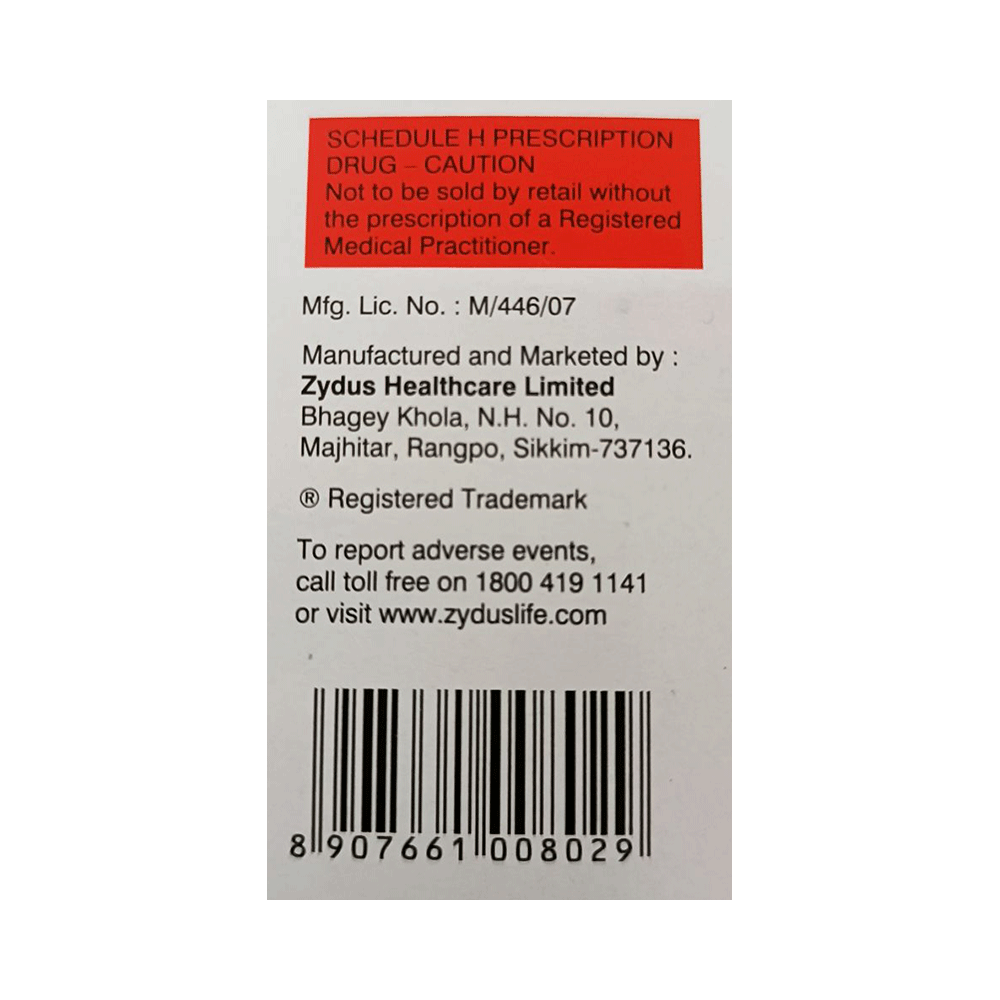 SCHEDULE H PRESCRIPTION
DRUG – CAUTION
Not to be sold by retail without
the prescription of a Registered
Medical Practitioner.
Mfg. Lic. No. : M/446/07
Manufactured and Marketed by :
Zydus Healthcare Limited
Bhagey Khola, N.H. No. 10,
Majhitar, Rangpo, Sikkim-737136.
® Registered Trademark
To report adverse events,
call toll free on 1800 419 1141
or visit www.zyduslife.com
8 907661 008029